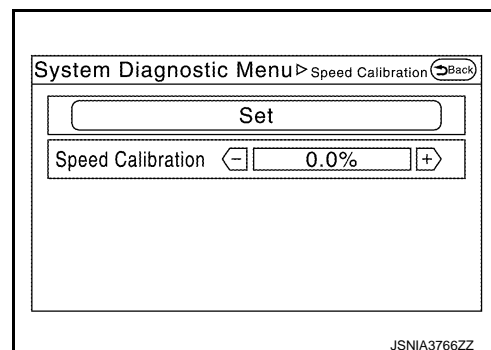 System Diagnostic Menu▷Speed Calibration ⮌Back
Set
Speed Calibration - 0.0% +
JSNIA3766ZZ